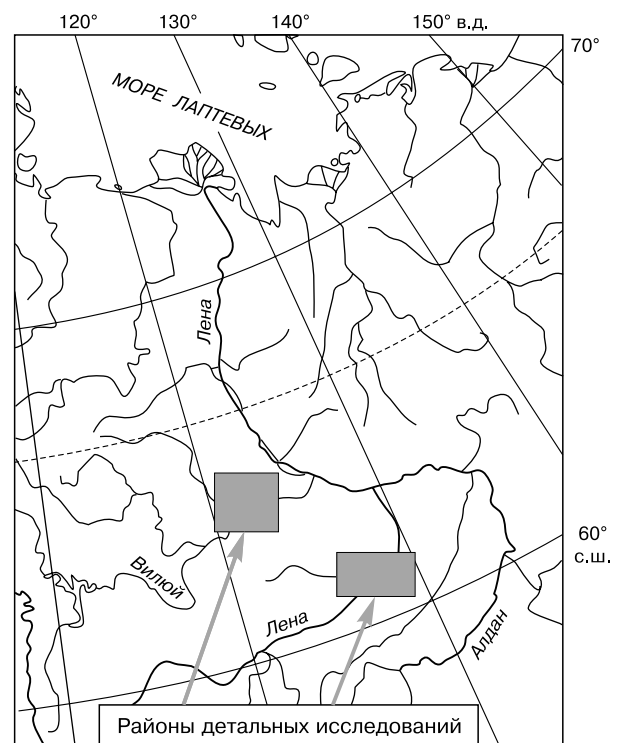 120°
130°
140°
150° в.д.
70°
МОРЕ ЛАПТЕВЫХ
Лена
60°
с.ш.
Вилюй
Лена
Алдан
Районы детальных исследований